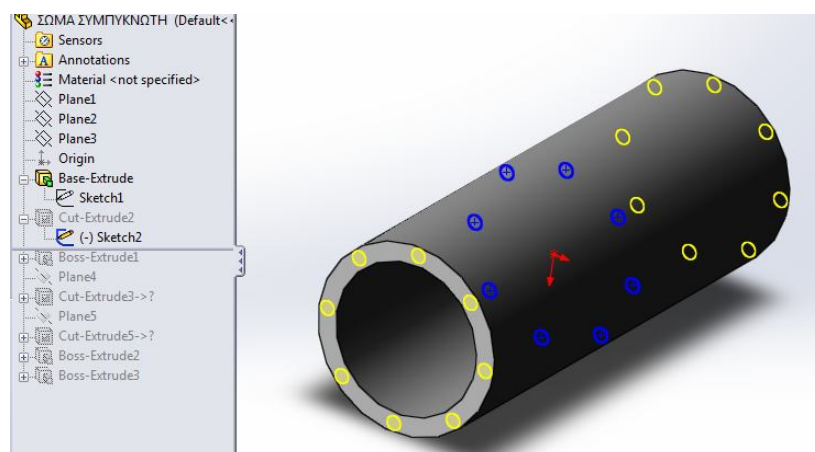 ΣΩΜΑ ΣΥΜΠΥΚΝΩΤΗ (Default<
Sensors
Annotations
Material <not specified>
Plane1
Plane2
Plane3
Origin
Base-Extrude
Sketch1
Cut-Extrude2
(-) Sketch2
Boss-Extrude1
Plane4
Cut-Extrude3->?
Plane5
Cut-Extrude5->?
Boss-Extrude2
Boss-Extrude3